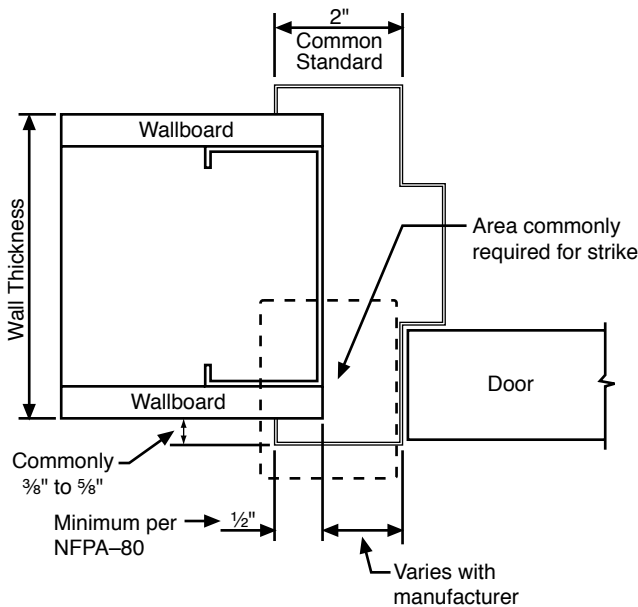 2"
Common
Standard
Wallboard
Wall Thickness
Area commonly
required for strike
Door
Wallboard
Commonly
⅜" to ⅝"
Minimum per
NFPA–80
½"
Varies with
manufacturer